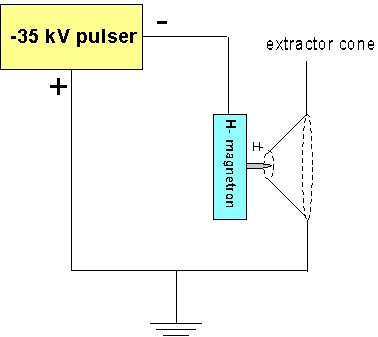 -35 kV pulser
-
+
extractor cone
H- magnetron
H-